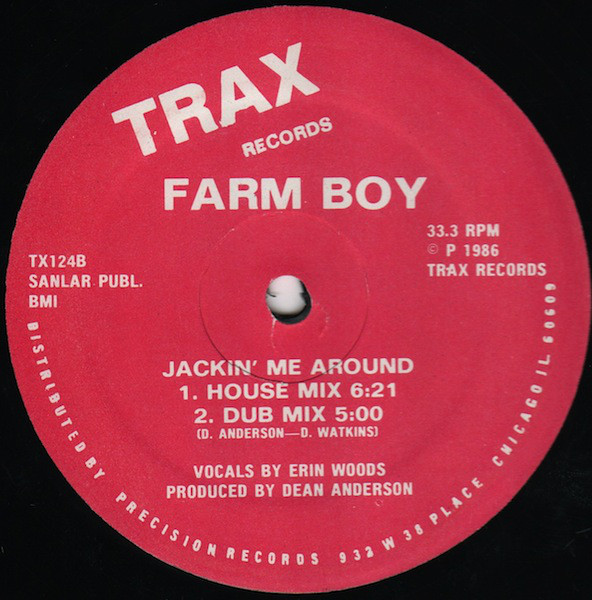 TRAX
RECORDS
FARM BOY
TX124B
SANLAR PUBL.
BMI
33.3 RPM
© P 1986
TRAX RECORDS
JACKIN' ME AROUND
1. HOUSE MIX 6:21
2. DUB MIX 5:00
(D. ANDERSON—D. WATKINS)
VOCALS BY ERIN WOODS
PRODUCED BY DEAN ANDERSON
DISTRIBUTED BY PRECISION RECORDS 932 W 38 PLACE CHICAGO IL. 60609